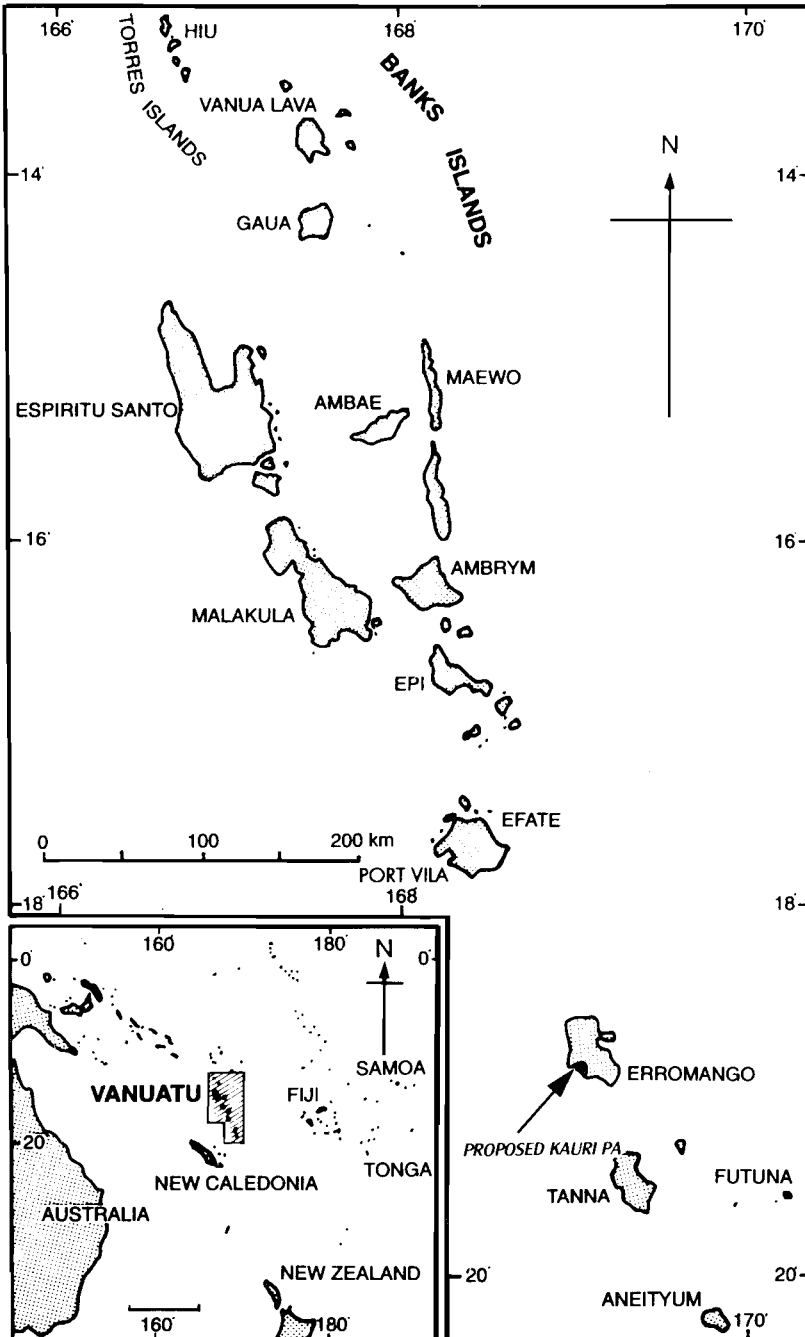 166°
168°
170°
HIU
TORRES ISLANDS
BANKS
ISLANDS
VANUA LAVA
N
14°
14°
GAUA
MAEWO
AMBAE
ESPIRITU SANTO
16°
16°
AMBRYM
MALAKULA
EPI
EFATE
0 100 200 km
PORT VILA
18°
166°
168°
18°
160°
180°
N
0°
0°
SAMOA
VANUATU
FIJI
ERROMANGO
20°
PROPOSED KAURI PA
TONGA
NEW CALEDONIA
FUTUNA
TANNA
AUSTRALIA
NEW ZEALAND
20°
20°
ANEITYUM
160°
180°
170°